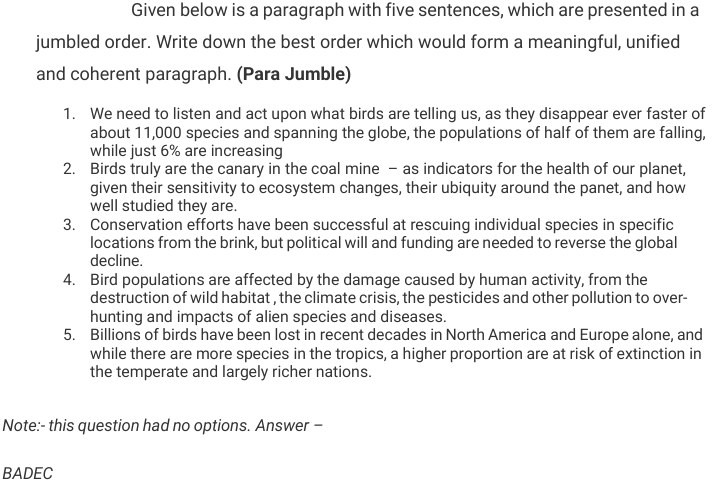 Given below is a paragraph with five sentences, which are presented in a
jumbled order. Write down the best order which would form a meaningful, unified
and coherent paragraph. (Para Jumble)
1. We need to listen and act upon what birds are telling us, as they disappear ever faster of
about 11,000 species and spanning the globe, the populations of half of them are falling,
while just 6% are increasing
2. Birds truly are the canary in the coal mine – as indicators for the health of our planet,
given their sensitivity to ecosystem changes, their ubiquity around the panet, and how
well studied they are.
3. Conservation efforts have been successful at rescuing individual species in specific
locations from the brink, but political will and funding are needed to reverse the global
decline.
4. Bird populations are affected by the damage caused by human activity, from the
destruction of wild habitat , the climate crisis, the pesticides and other pollution to over-
hunting and impacts of alien species and diseases.
5. Billions of birds have been lost in recent decades in North America and Europe alone, and
while there are more species in the tropics, a higher proportion are at risk of extinction in
the temperate and largely richer nations.
Note:- this question had no options. Answer –
BADEC